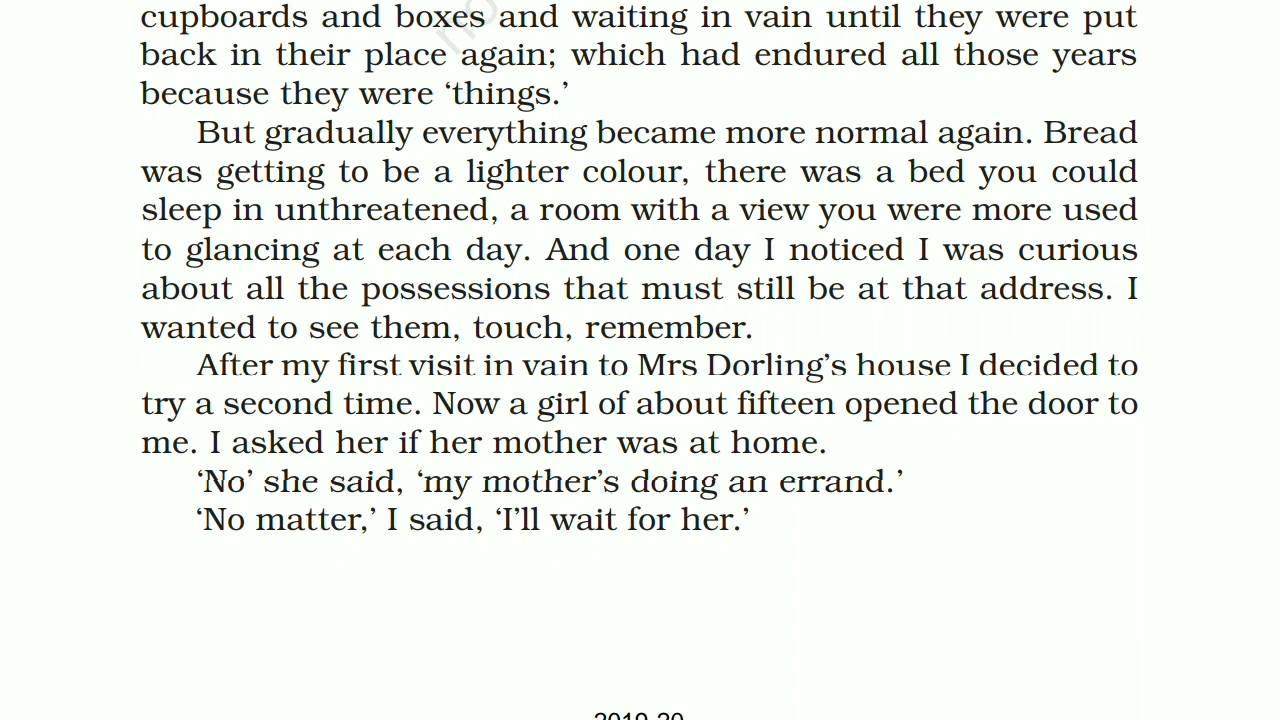 cupboards and boxes and waiting in vain until they were put
back in their place again; which had endured all those years
because they were ‘things.’
But gradually everything became more normal again. Bread
was getting to be a lighter colour, there was a bed you could
sleep in unthreatened, a room with a view you were more used
to glancing at each day. And one day I noticed I was curious
about all the possessions that must still be at that address. I
wanted to see them, touch, remember.
After my first visit in vain to Mrs Dorling’s house I decided to
try a second time. Now a girl of about fifteen opened the door to
me. I asked her if her mother was at home.
‘No’ she said, ‘my mother’s doing an errand.’
‘No matter,’ I said, ‘I’ll wait for her.’
2019-20